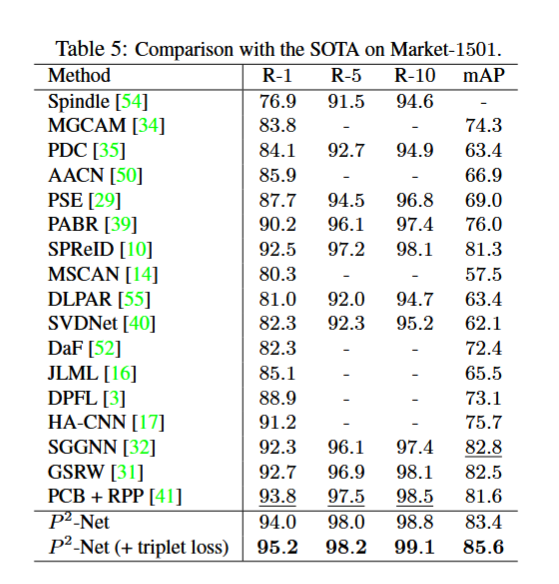 Table 5: Comparison with the SOTA on Market-1501.
Method R-1 R-5 R-10 mAP
Spindle [54] 76.9 91.5 94.6 -
MGCAM [34] 83.8 - - 74.3
PDC [35] 84.1 92.7 94.9 63.4
AACN [50] 85.9 - - 66.9
PSE [29] 87.7 94.5 96.8 69.0
PABR [39] 90.2 96.1 97.4 76.0
SPReID [10] 92.5 97.2 98.1 81.3
MSCAN [14] 80.3 - - 57.5
DLPAR [55] 81.0 92.0 94.7 63.4
SVDNet [40] 82.3 92.3 95.2 62.1
DaF [52] 82.3 - - 72.4
JLML [16] 85.1 - - 65.5
DPFL [3] 88.9 - - 73.1
HA-CNN [17] 91.2 - - 75.7
SGGNN [32] 92.3 96.1 97.4 82.8
GSRW [31] 92.7 96.9 98.1 82.5
PCB + RPP [41] 93.8 97.5 98.5 81.6
P²-Net 94.0 98.0 98.8 83.4
P²-Net (+ triplet loss) 95.2 98.2 99.1 85.6